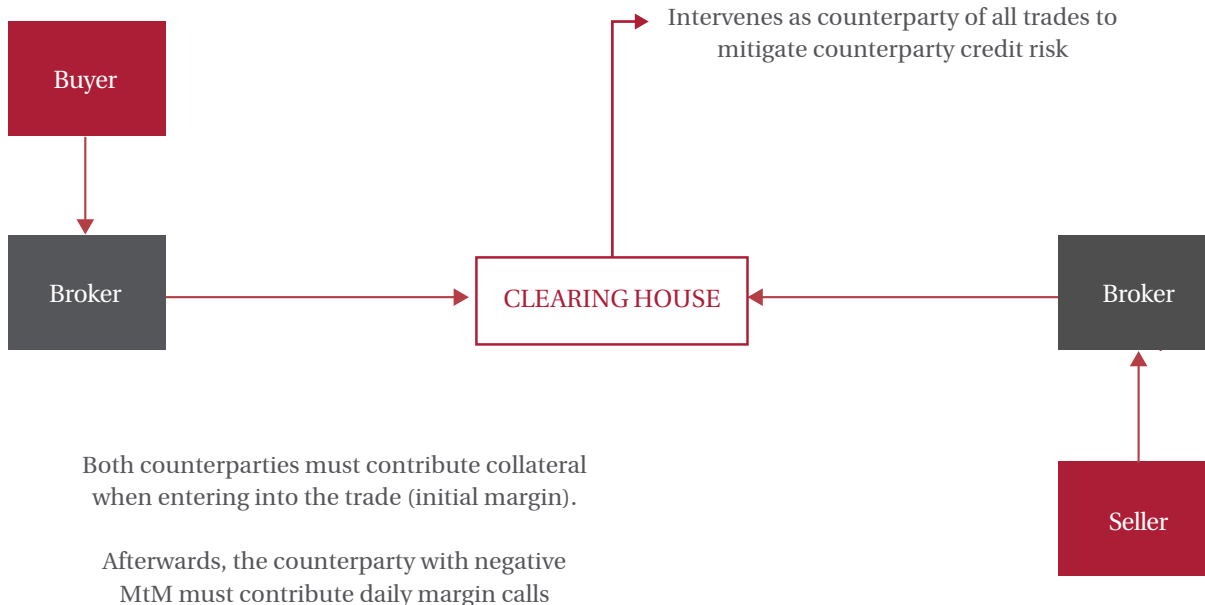 Intervenes as counterparty of all trades to
mitigate counterparty credit risk
Buyer
Broker
CLEARING HOUSE
Broker
Both counterparties must contribute collateral
when entering into the trade (initial margin).
Seller
Afterwards, the counterparty with negative
MtM must contribute daily margin calls